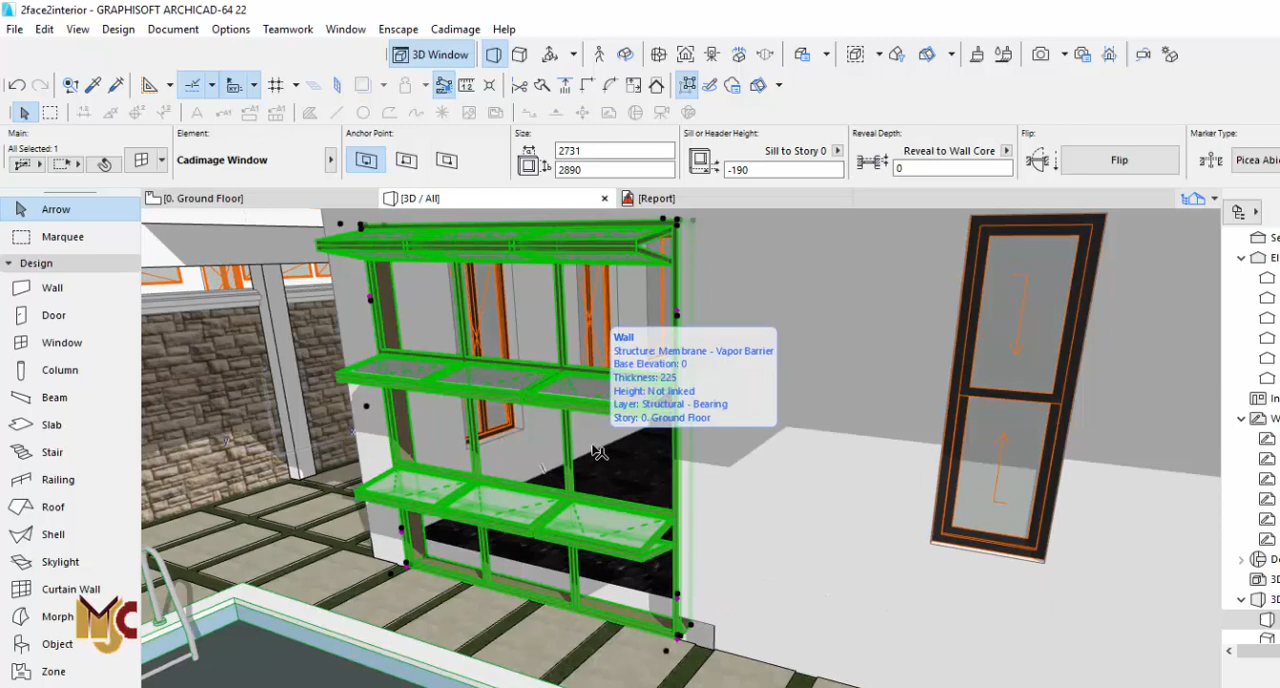 2face2interior - GRAPHISOFT ARCHICAD-64 22
File Edit View Design Document Options Teamwork Window Enscape Cadimage Help
3D Window
Main: Element: Anchor Point: Size: Sill or Header Height: Reveal Depth: Flip: Marker Type:
All Selected: 1
Cadimage Window
2731
2890
Sill to Story 0
-190
Reveal to Wall Core
0
Flip
[0. Ground Floor]
[3D / All]
[Report]
Arrow
Marquee
Design
Wall
Door
Window
Column
Beam
Slab
Stair
Railing
Roof
Shell
Skylight
Curtain Wall
Morph
Object
Zone
MJC
Wall
Structure: Membrane - Vapor Barrier
Base Elevation: 0
Thickness: 225
Height: Not linked
Layer: Structural - Bearing
Story: 0. Ground Floor